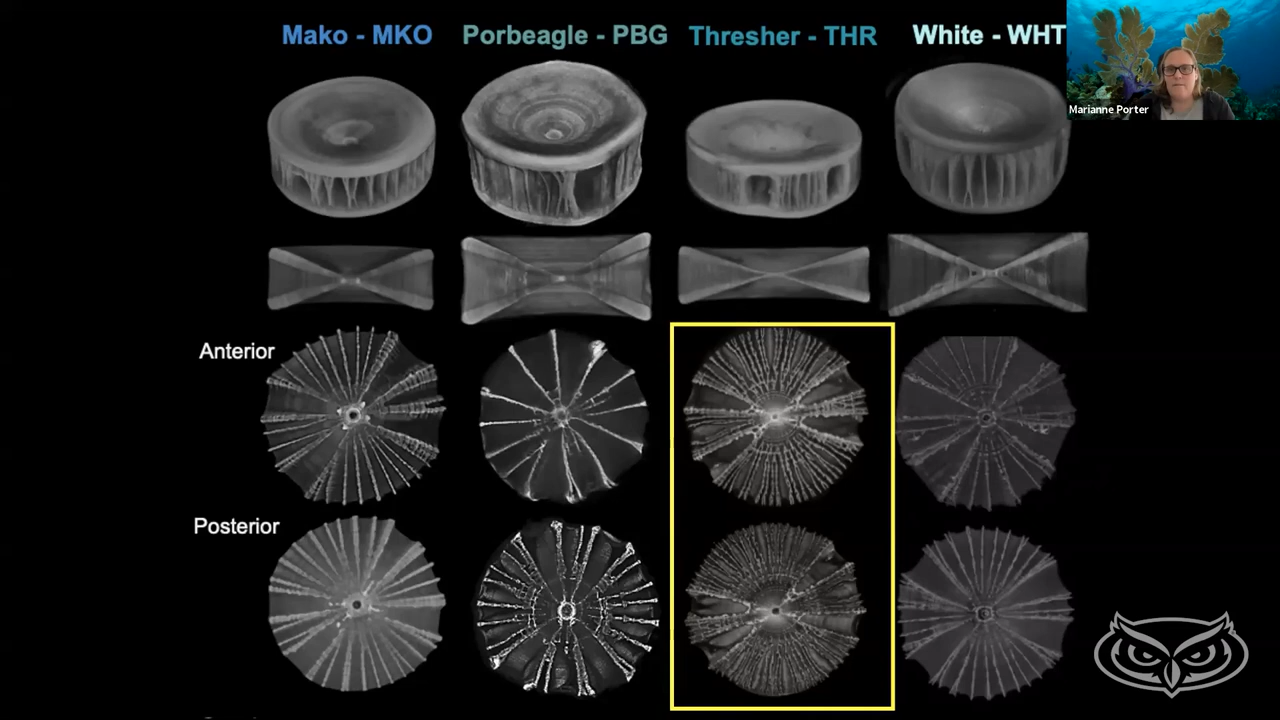 Mako - MKO
Porbeagle - PBG
Thresher - THR
White - WHT
Marianne Porter
Anterior
Posterior